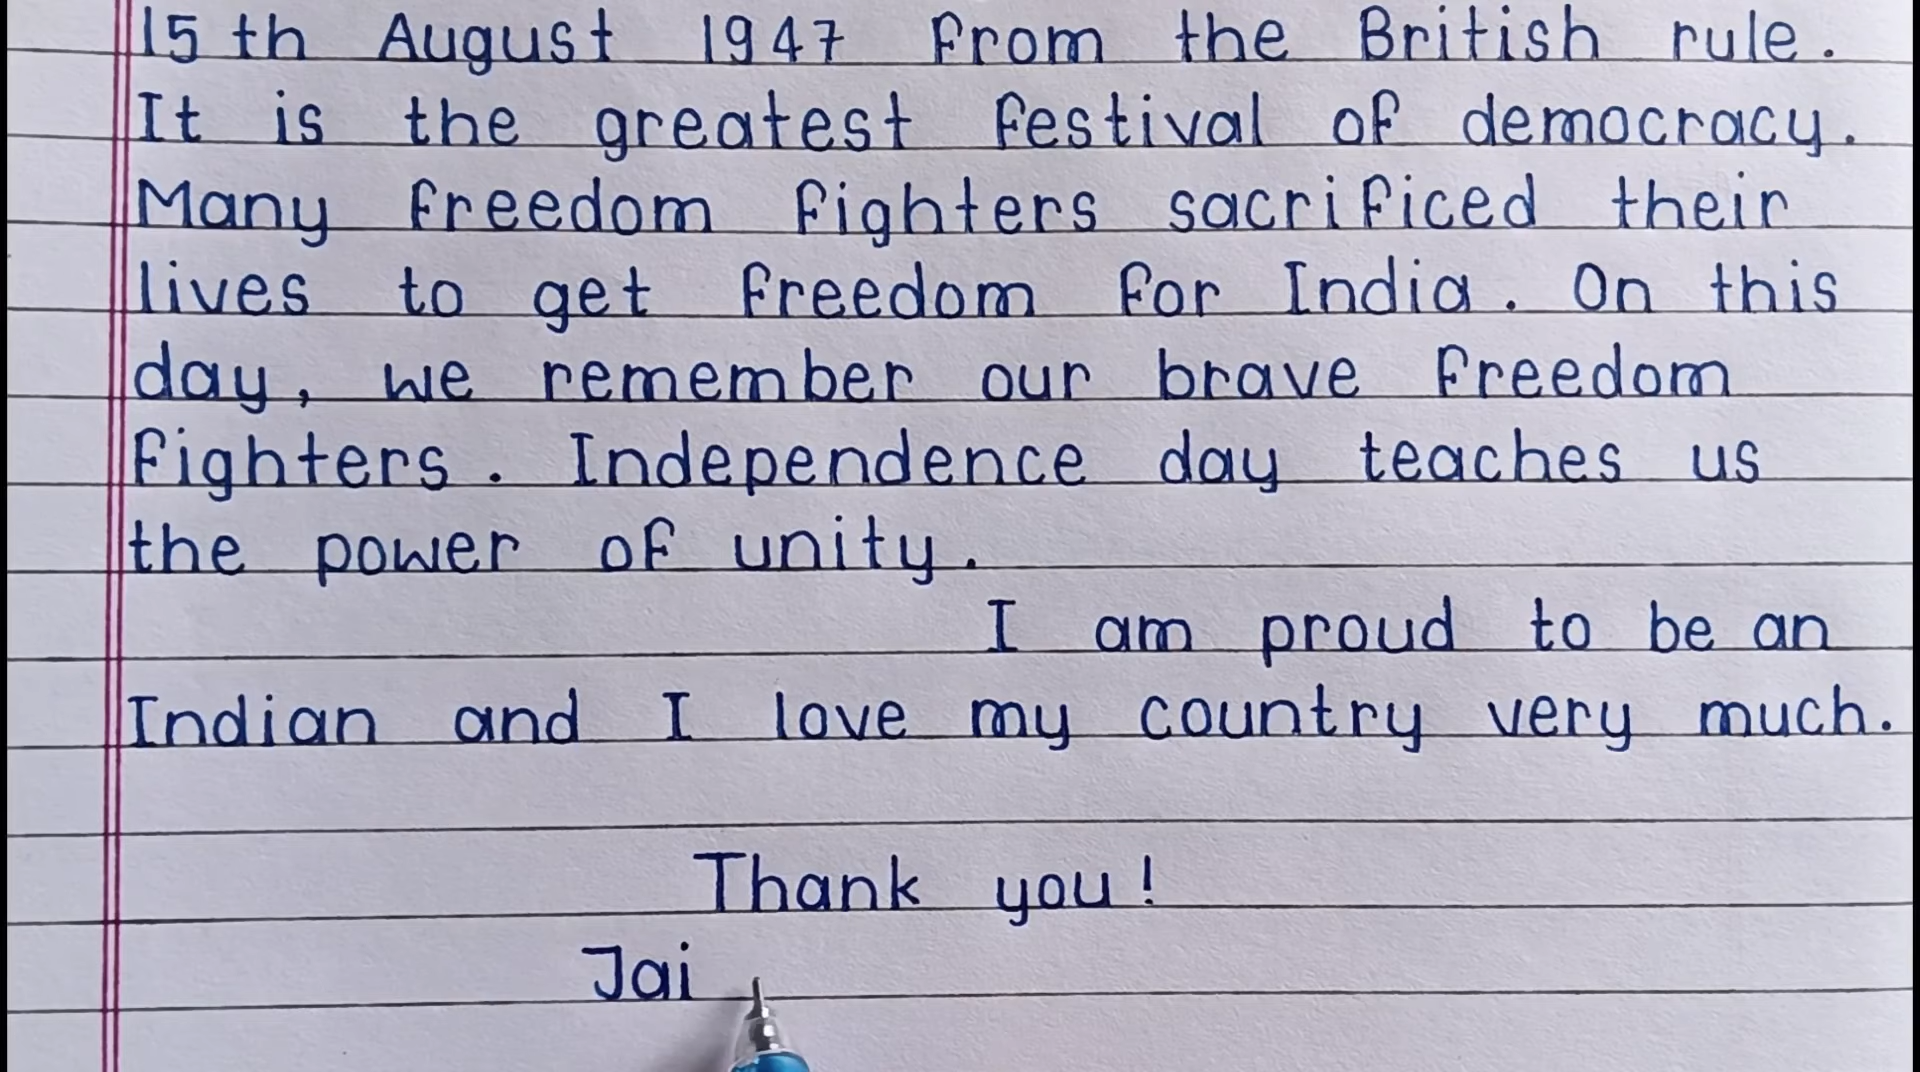 15th August 1947 from the British rule.
It is the greatest festival of democracy.
Many freedom fighters sacrificed their
lives to get freedom for India. On this
day, we remember our brave freedom
fighters. Independence day teaches us
the power of unity.
I am proud to be an
Indian and I love my country very much.
Thank you!
Jai